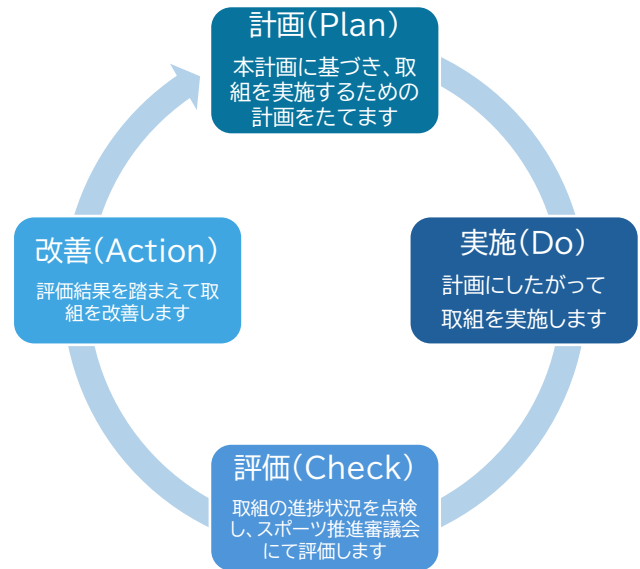 計画(Plan)
本計画に基づき、取
組を実施するための
計画をたてます
実施(Do)
計画にしたがって
取組を実施します
評価(Check)
取組の進捗状況を点検
し、スポーツ推進審議会
にて評価します
改善(Action)
評価結果を踏まえて取
組を改善します